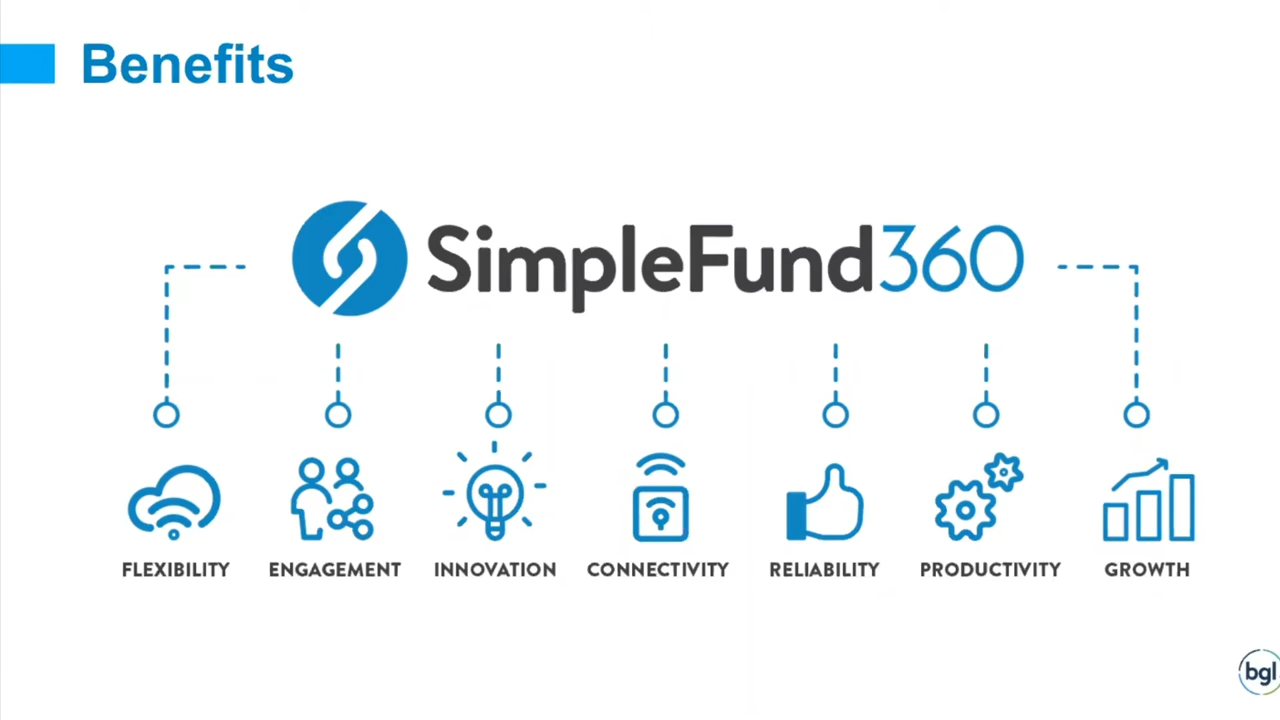 Benefits
SimpleFund360
FLEXIBILITY ENGAGEMENT INNOVATION CONNECTIVITY RELIABILITY PRODUCTIVITY GROWTH
bgl